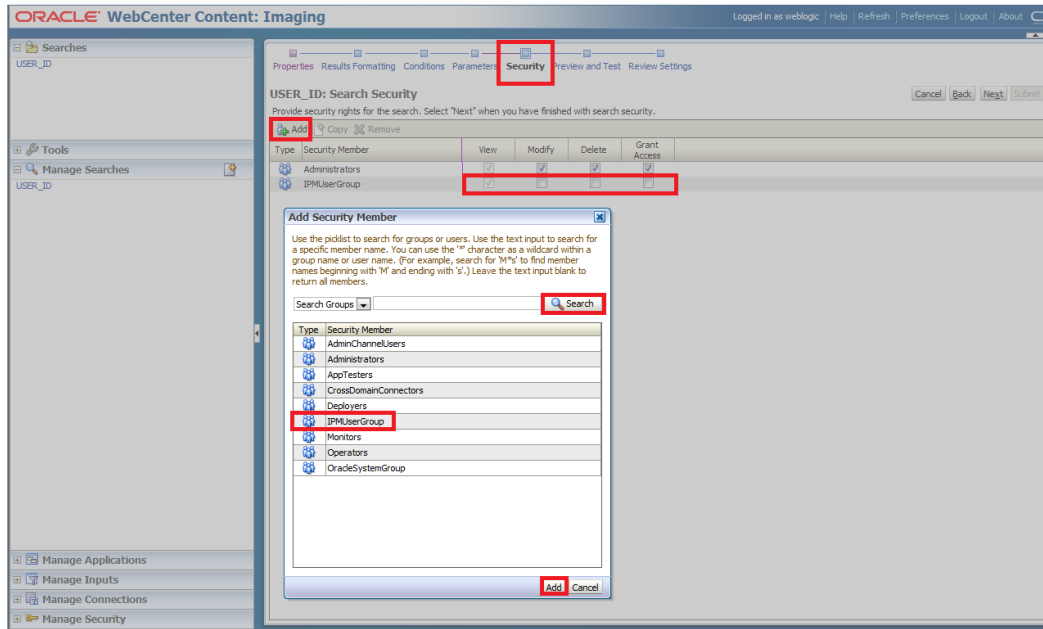 ORACLE WebCenter Content: Imaging
Logged in as weblogic Help Refresh Preferences Logout About
Searches
USER_ID
Tools
Manage Searches
USER_ID
Manage Applications
Manage Inputs
Manage Connections
Manage Security
Properties Results Formatting Conditions Parameters Security Preview and Test Review Settings
USER_ID: Search Security
Cancel Back Next Submit
Provide security rights for the search. Select "Next" when you have finished with search security.
Add Copy Remove
Type Security Member View Modify Delete Grant Access
Administrators
IPMUserGroup
Add Security Member
Use the picklist to search for groups or users. Use the text input to search for
a specific member name. You can use the '*' character as a wildcard within a
group name or user name. (For example, search for 'M*s' to find member
names beginning with 'M' and ending with 's'.) Leave the text input blank to
return all members.
Search Groups Search
Type Security Member
AdminChannelUsers
Administrators
AppTesters
CrossDomainConnectors
Deployers
IPMUserGroup
Monitors
Operators
OracleSystemGroup
Add Cancel